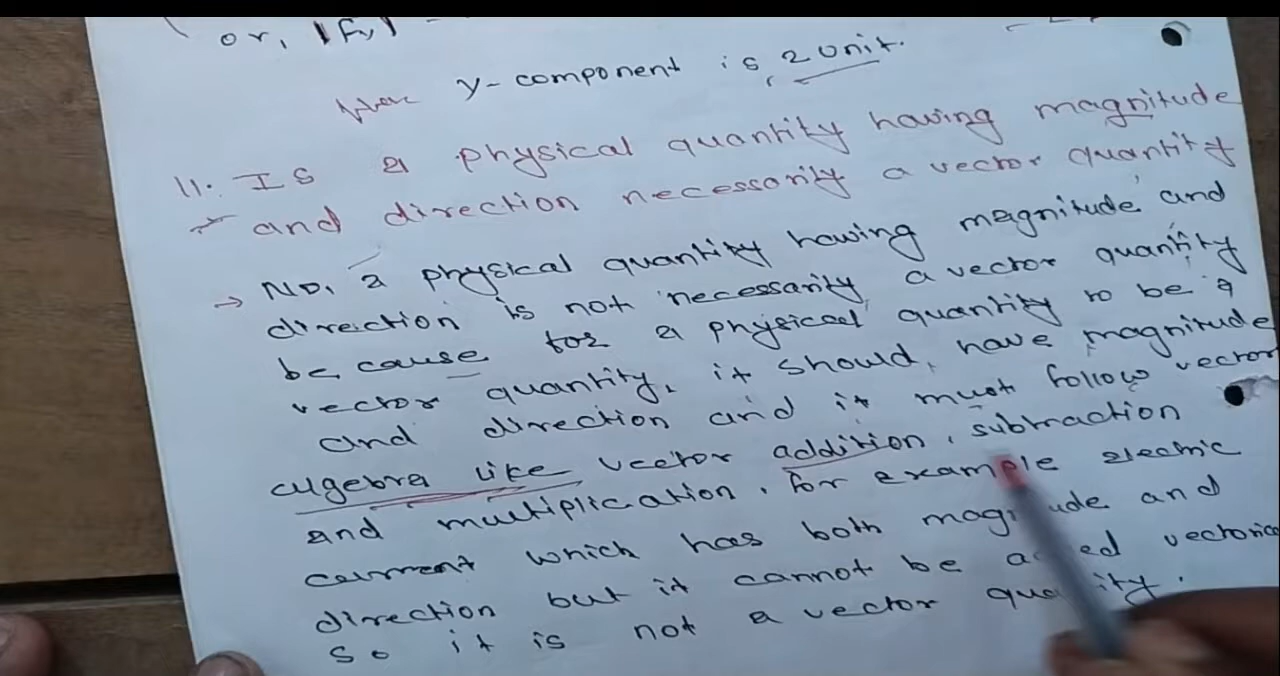 or, |Fy| =
y-component is 2 unit.
11. Is a physical quantity having magnitude
and direction necessarily a vector quantity
→ No, a physical quantity having magnitude and
direction is not necessarity a vector quantity
be cause for a physical quantity to be a
vector quantity, it should, have magnitude
and direction and it must follow vector
algebra like vector addition, subtraction
and multiplication. for example electric
current which has both magnitude and
direction but it cannot be added
so it is not a vector quantity.